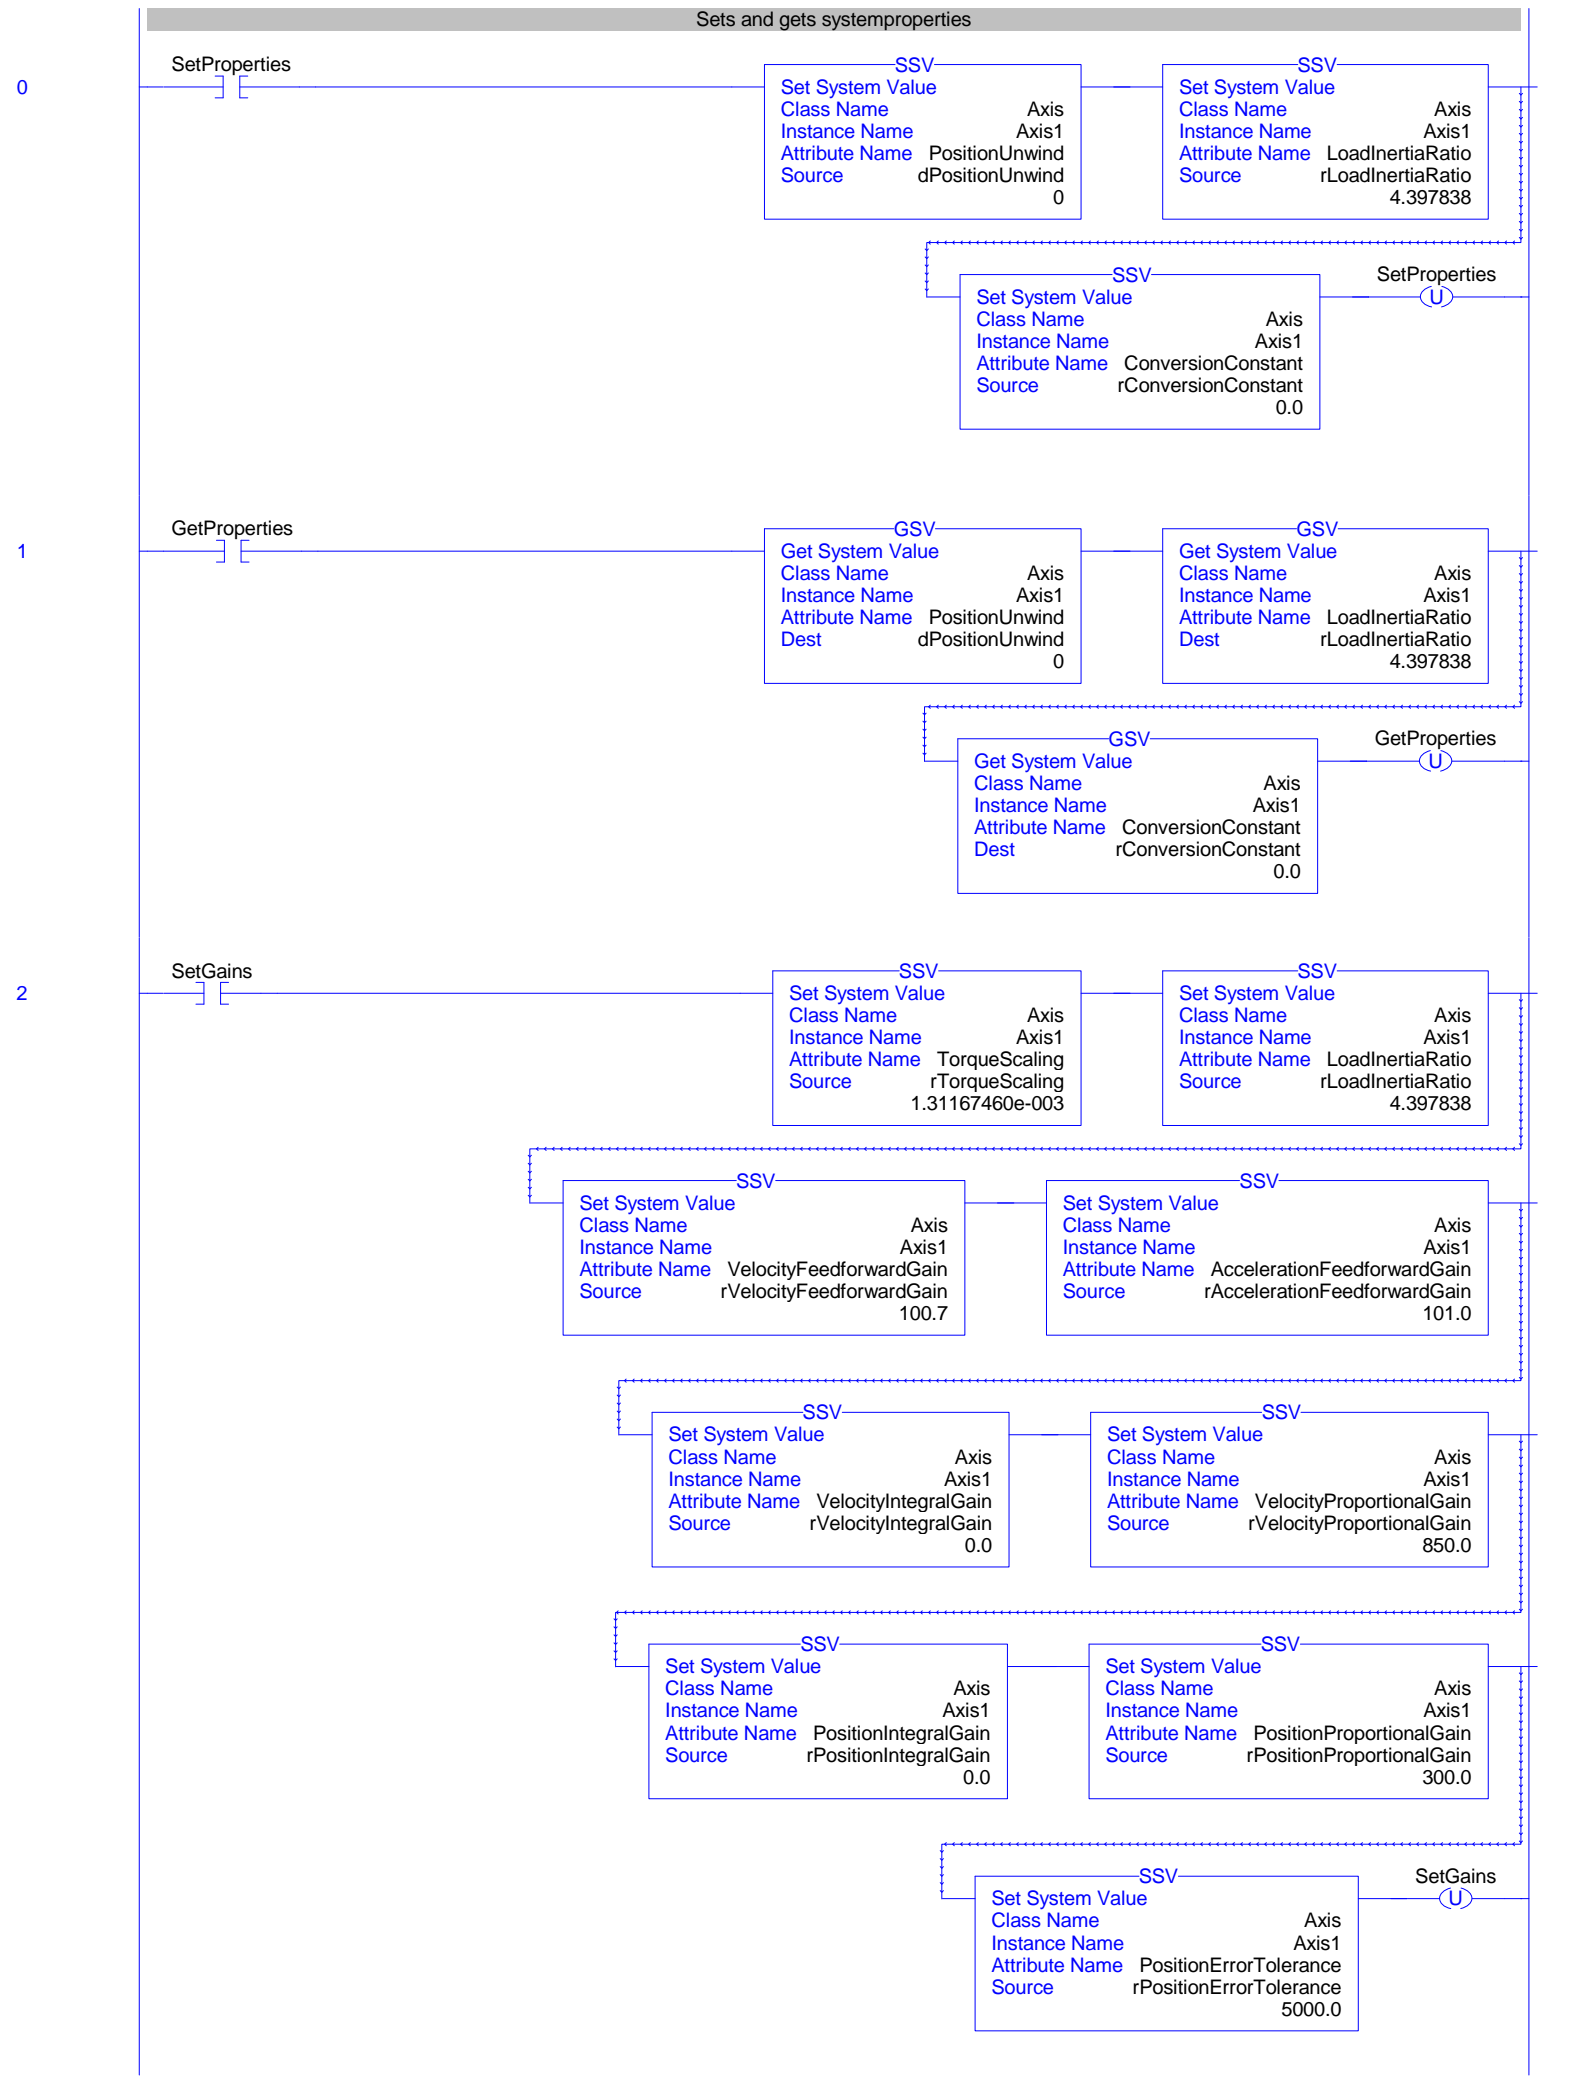 Sets and gets systemproperties
SetProperties
0
SSV
Set System Value
Class Name Axis
Instance Name Axis1
Attribute Name PositionUnwind
Source dPositionUnwind
0
SSV
Set System Value
Class Name Axis
Instance Name Axis1
Attribute Name LoadInertiaRatio
Source rLoadInertiaRatio
4.397838
SSV
Set System Value
Class Name Axis
Instance Name Axis1
Attribute Name ConversionConstant
Source rConversionConstant
0.0
SetProperties
U
GetProperties
1
GSV
Get System Value
Class Name Axis
Instance Name Axis1
Attribute Name PositionUnwind
Dest dPositionUnwind
0
GSV
Get System Value
Class Name Axis
Instance Name Axis1
Attribute Name LoadInertiaRatio
Dest rLoadInertiaRatio
4.397838
GSV
Get System Value
Class Name Axis
Instance Name Axis1
Attribute Name ConversionConstant
Dest rConversionConstant
0.0
GetProperties
U
SetGains
2
SSV
Set System Value
Class Name Axis
Instance Name Axis1
Attribute Name TorqueScaling
Source rTorqueScaling
1.31167460e-003
SSV
Set System Value
Class Name Axis
Instance Name Axis1
Attribute Name LoadInertiaRatio
Source rLoadInertiaRatio
4.397838
SSV
Set System Value
Class Name Axis
Instance Name Axis1
Attribute Name VelocityFeedforwardGain
Source rVelocityFeedforwardGain
100.7
SSV
Set System Value
Class Name Axis
Instance Name Axis1
Attribute Name AccelerationFeedforwardGain
Source rAccelerationFeedforwardGain
101.0
SSV
Set System Value
Class Name Axis
Instance Name Axis1
Attribute Name VelocityIntegralGain
Source rVelocityIntegralGain
0.0
SSV
Set System Value
Class Name Axis
Instance Name Axis1
Attribute Name VelocityProportionalGain
Source rVelocityProportionalGain
850.0
SSV
Set System Value
Class Name Axis
Instance Name Axis1
Attribute Name PositionIntegralGain
Source rPositionIntegralGain
0.0
SSV
Set System Value
Class Name Axis
Instance Name Axis1
Attribute Name PositionProportionalGain
Source rPositionProportionalGain
300.0
SSV
Set System Value
Class Name Axis
Instance Name Axis1
Attribute Name PositionErrorTolerance
Source rPositionErrorTolerance
5000.0
SetGains
U